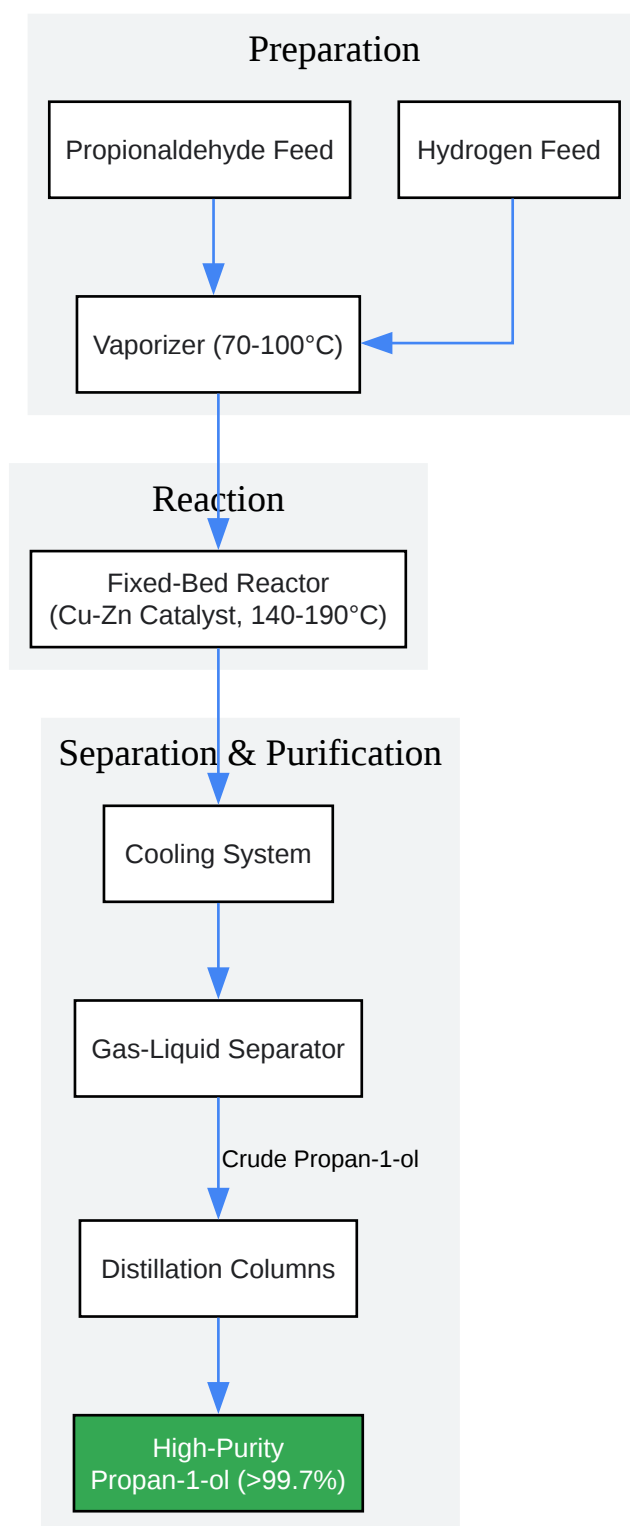 Preparation
Propionaldehyde Feed
Hydrogen Feed
Vaporizer (70-100°C)
Reaction
Fixed-Bed Reactor
(Cu-Zn Catalyst, 140-190°C)
Separation & Purification
Cooling System
Gas-Liquid Separator
Crude Propan-1-ol
Distillation Columns
High-Purity
Propan-1-ol (>99.7%)